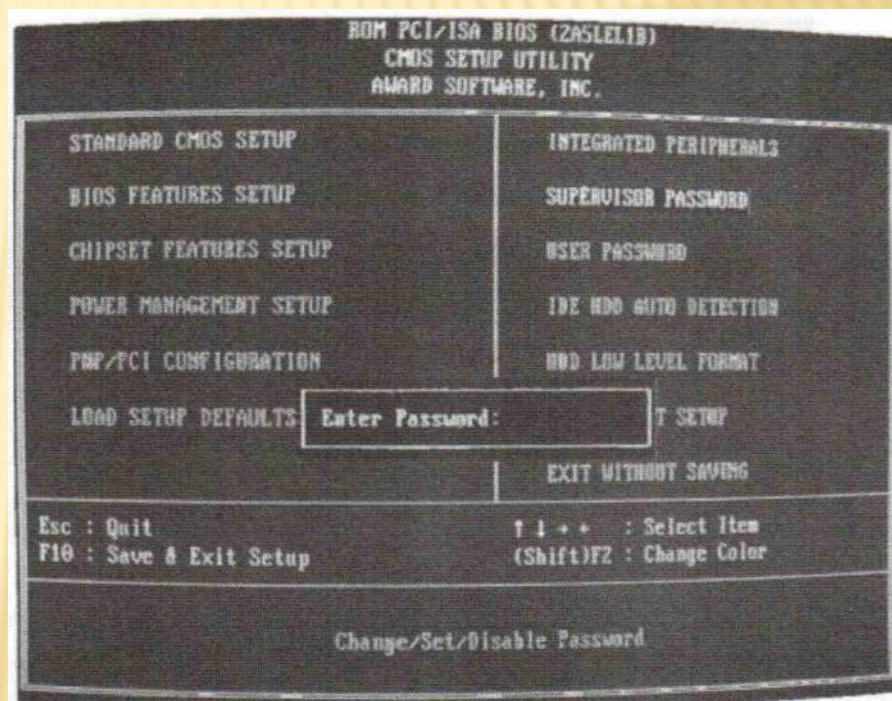 ROM PCI/ISA BIOS (2A5LEL1B)
CMOS SETUP UTILITY
AWARD SOFTWARE, INC.
STANDARD CMOS SETUP
BIOS FEATURES SETUP
CHIPSET FEATURES SETUP
POWER MANAGEMENT SETUP
PNP/PCI CONFIGURATION
LOAD SETUP DEFAULTS
INTEGRATED PERIPHERALS
SUPERVISOR PASSWORD
USER PASSWORD
IDE HDD AUTO DETECTION
HDD LOW LEVEL FORMAT
T SETUP
EXIT WITHOUT SAVING
Enter Password:
Esc : Quit
F10 : Save & Exit Setup
↑ ↓ → ← : Select Item
(Shift)F2 : Change Color
Change/Set/Disable Password